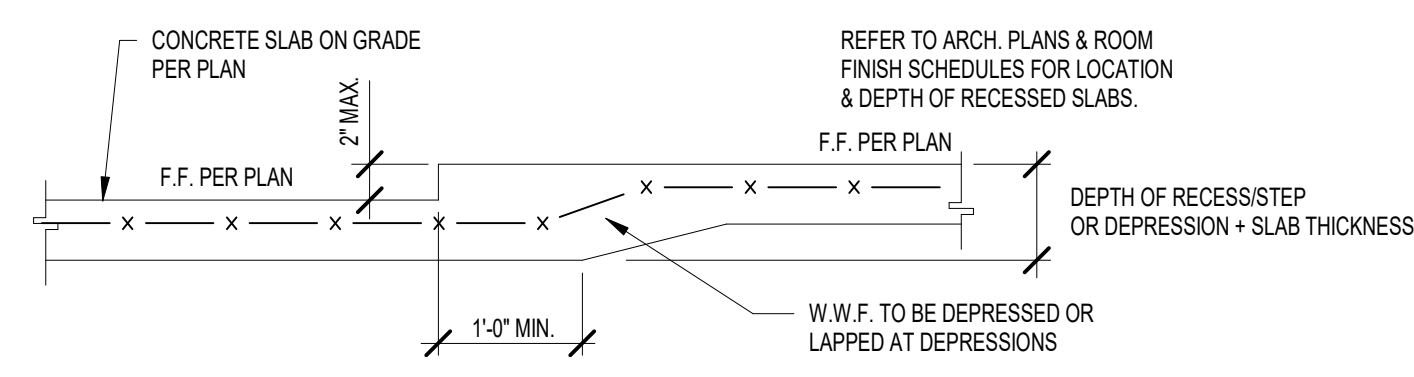 CONCRETE SLAB ON GRADE
PER PLAN
REFER TO ARCH. PLANS & ROOM
FINISH SCHEDULES FOR LOCATION
& DEPTH OF RECESSED SLABS.
2" MAX.
F.F. PER PLAN
F.F. PER PLAN
DEPTH OF RECESS/STEP
OR DEPRESSION + SLAB THICKNESS
1'-0" MIN.
W.W.F. TO BE DEPRESSED OR
LAPPED AT DEPRESSIONS